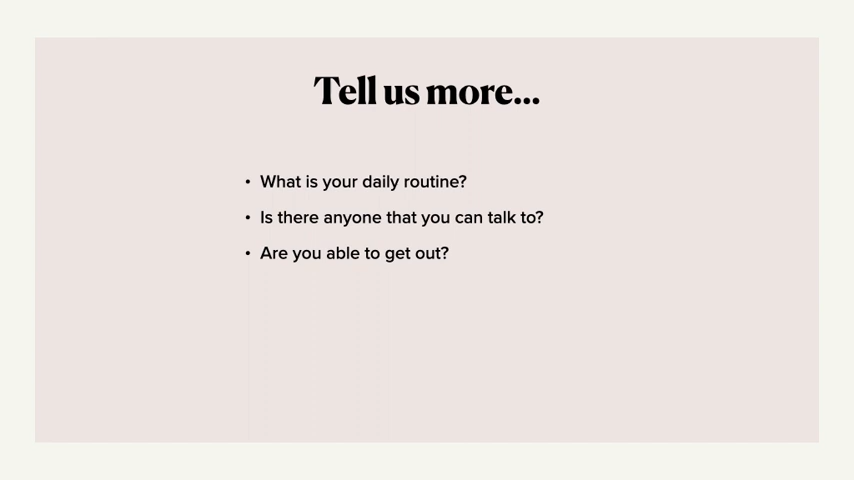 Tell us more...
• What is your daily routine?
• Is there anyone that you can talk to?
• Are you able to get out?